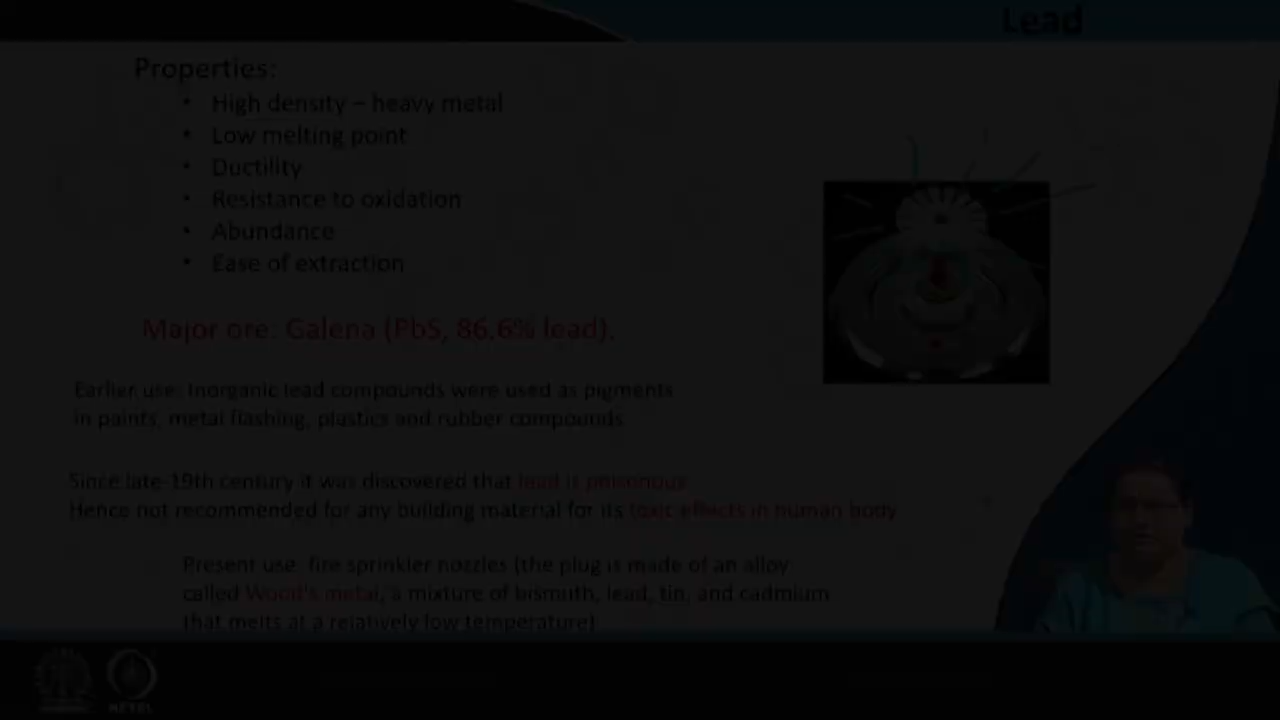 Lead
Properties:
• High density – heavy metal
• Low melting point
• Ductility
• Resistance to oxidation
• Abundance
• Ease of extraction
Major ore: Galena (PbS, 86.6% lead).
Earlier use: Inorganic lead compounds were used as pigments
in paints, metal flashing, plastics and rubber compounds
Since late-19th century it was discovered that lead is poisonous
Hence not recommended for any building material for its toxic effects in human body
Present use: fire sprinkler nozzles (the plug is made of an alloy
called Wood's metal, a mixture of bismuth, lead, tin, and cadmium
that melts at a relatively low temperature)
NPTEL